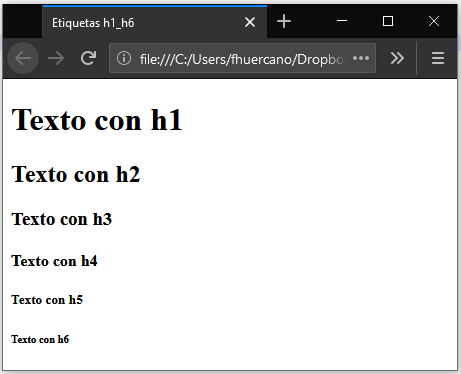 Etiquetas h1_h6
file:///C:/Users/fhuercano/Dropbo
Texto con h1
Texto con h2
Texto con h3
Texto con h4
Texto con h5
Texto con h6